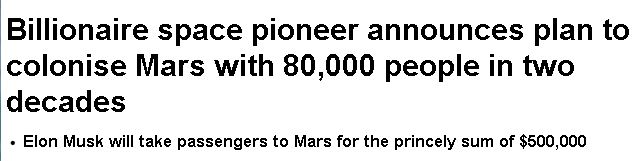 Billionaire space pioneer announces plan to
colonise Mars with 80,000 people in two
decades
• Elon Musk will take passengers to Mars for the princely sum of $500,000